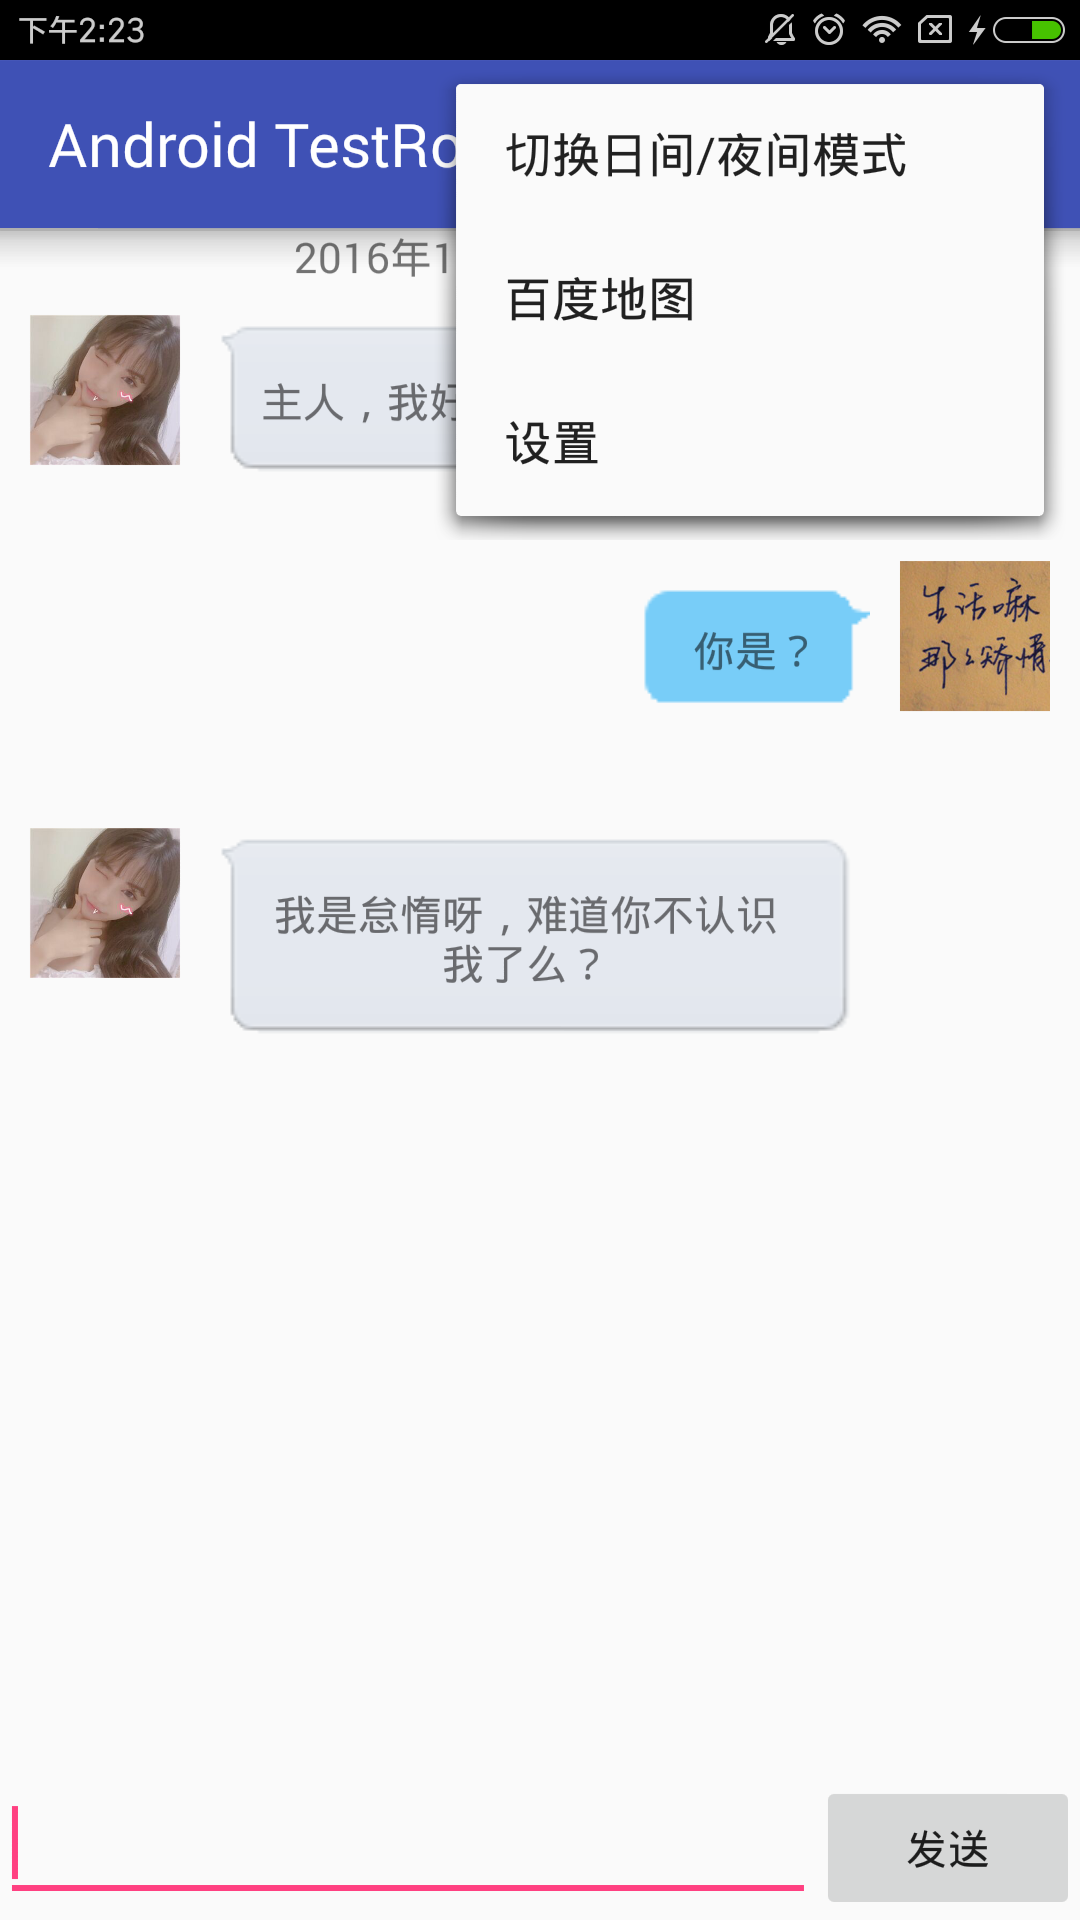 下午2:23
Android TestRo
切换日间/夜间模式
百度地图
设置
2016年1
主人，我好
生活嘛
那么矫情
你是？
我是怠惰呀，难道你不认识
我了么？
发送